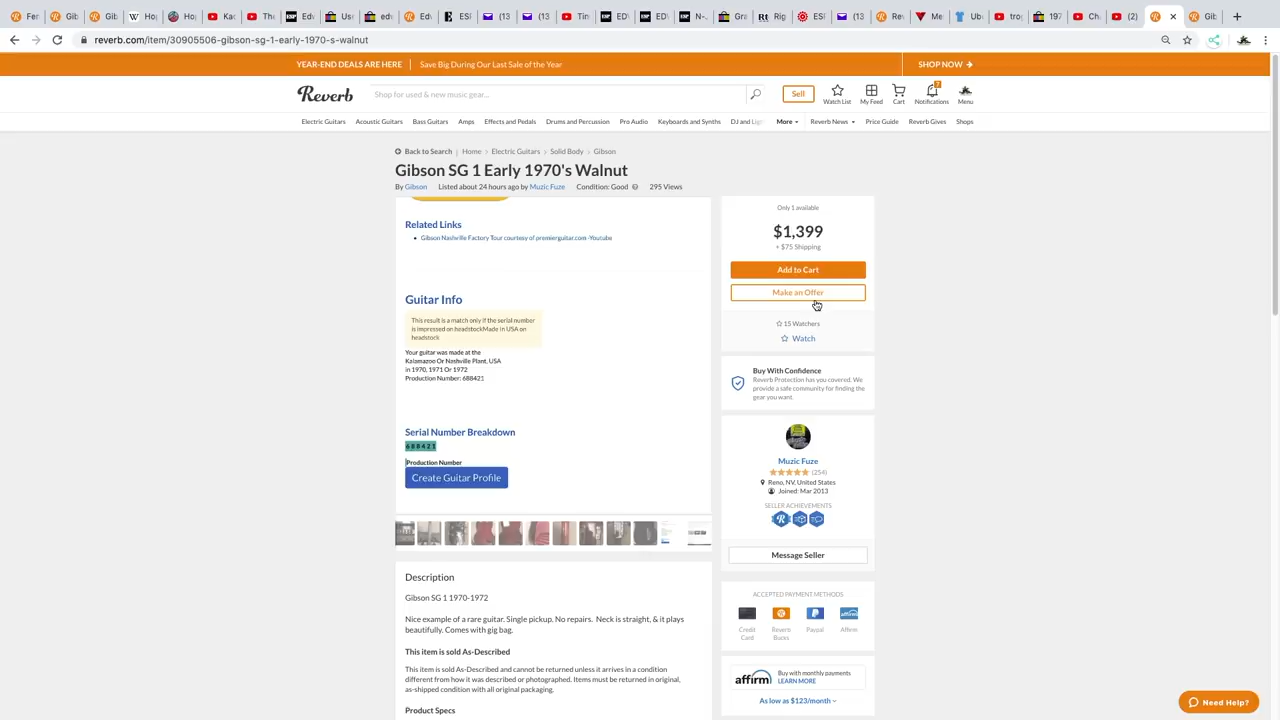 Gi
Gi
Wi
Hoi
Gi
tro
Ka
(2)
reverb.com/item/30905506-gibson-sg-1-early-1970-s-walnut
YEAR-END DEALS ARE HERE Save Big During Our Last Sale of the Year SHOP NOW
Reverb Shop for used & new music gear... Sell Watch List My Feed Cart 7 Notifications Menu
Electric Guitars Acoustic Guitars Bass Guitars Amps Effects and Pedals Drums and Percussion Pro Audio Keyboards and Synths DJ and Lig More Reverb News Price Guide Reverb Gives Shops
Back to Search Home > Electric Guitars > Solid Body > Gibson
Gibson SG 1 Early 1970's Walnut
By Gibson Listed about 24 hours ago by Muzic Fuze Condition: Good 295 Views
Related Links
Gibson Nashville Factory Tour courtesy of premierguitar.com -Youtube
Guitar Info
This result is a match only if the serial number
is impressed on headstockMade in USA on
headstock
Your guitar was made at the
Kalamazoo Or Nashville Plant, USA
in 1970, 1971 Or 1972
Production Number: 688421
Serial Number Breakdown
688421
Production Number
Create Guitar Profile
Description
Gibson SG 1 1970-1972
Nice example of a rare guitar. Single pickup. No repairs. Neck is straight, & it plays
beautifully. Comes with gig bag.
This item is sold As-Described
This item is sold As-Described and cannot be returned unless it arrives in a condition
different from how it was described or photographed. Items must be returned in original,
as-shipped condition with all original packaging.
Product Specs
Only 1 available
$1,399
+ $75 Shipping
Add to Cart
Make an Offer
15 Watchers
Watch
Buy With Confidence
Reverb Protection has you covered. We
provide a safe community for finding the
gear you want.
Muzic Fuze
(254)
Reno, NV, United States
Joined: Mar 2013
SELLER ACHIEVEMENTS
Message Seller
ACCEPTED PAYMENT METHODS
Credit
Card
Reverb
Bucks
Paypal
Affirm
affirm Buy with monthly payments
LEARN MORE
As low as $123/month
Need Help?